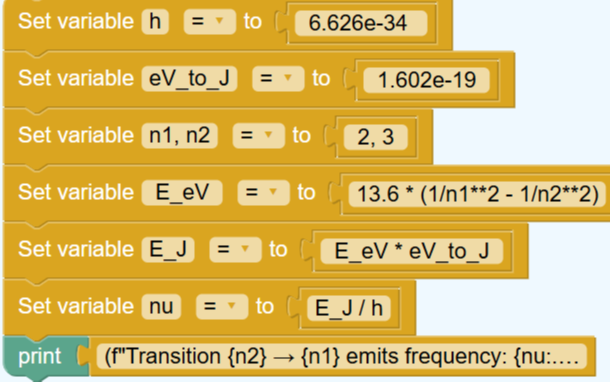 Set variable h = to 6.626e-34
Set variable eV_to_J = to 1.602e-19
Set variable n1, n2 = to 2, 3
Set variable E_eV = to 13.6 * (1/n1**2 - 1/n2**2)
Set variable E_J = to E_eV * eV_to_J
Set variable nu = to E_J / h
print (f"Transition {n2} → {n1} emits frequency: {nu:....